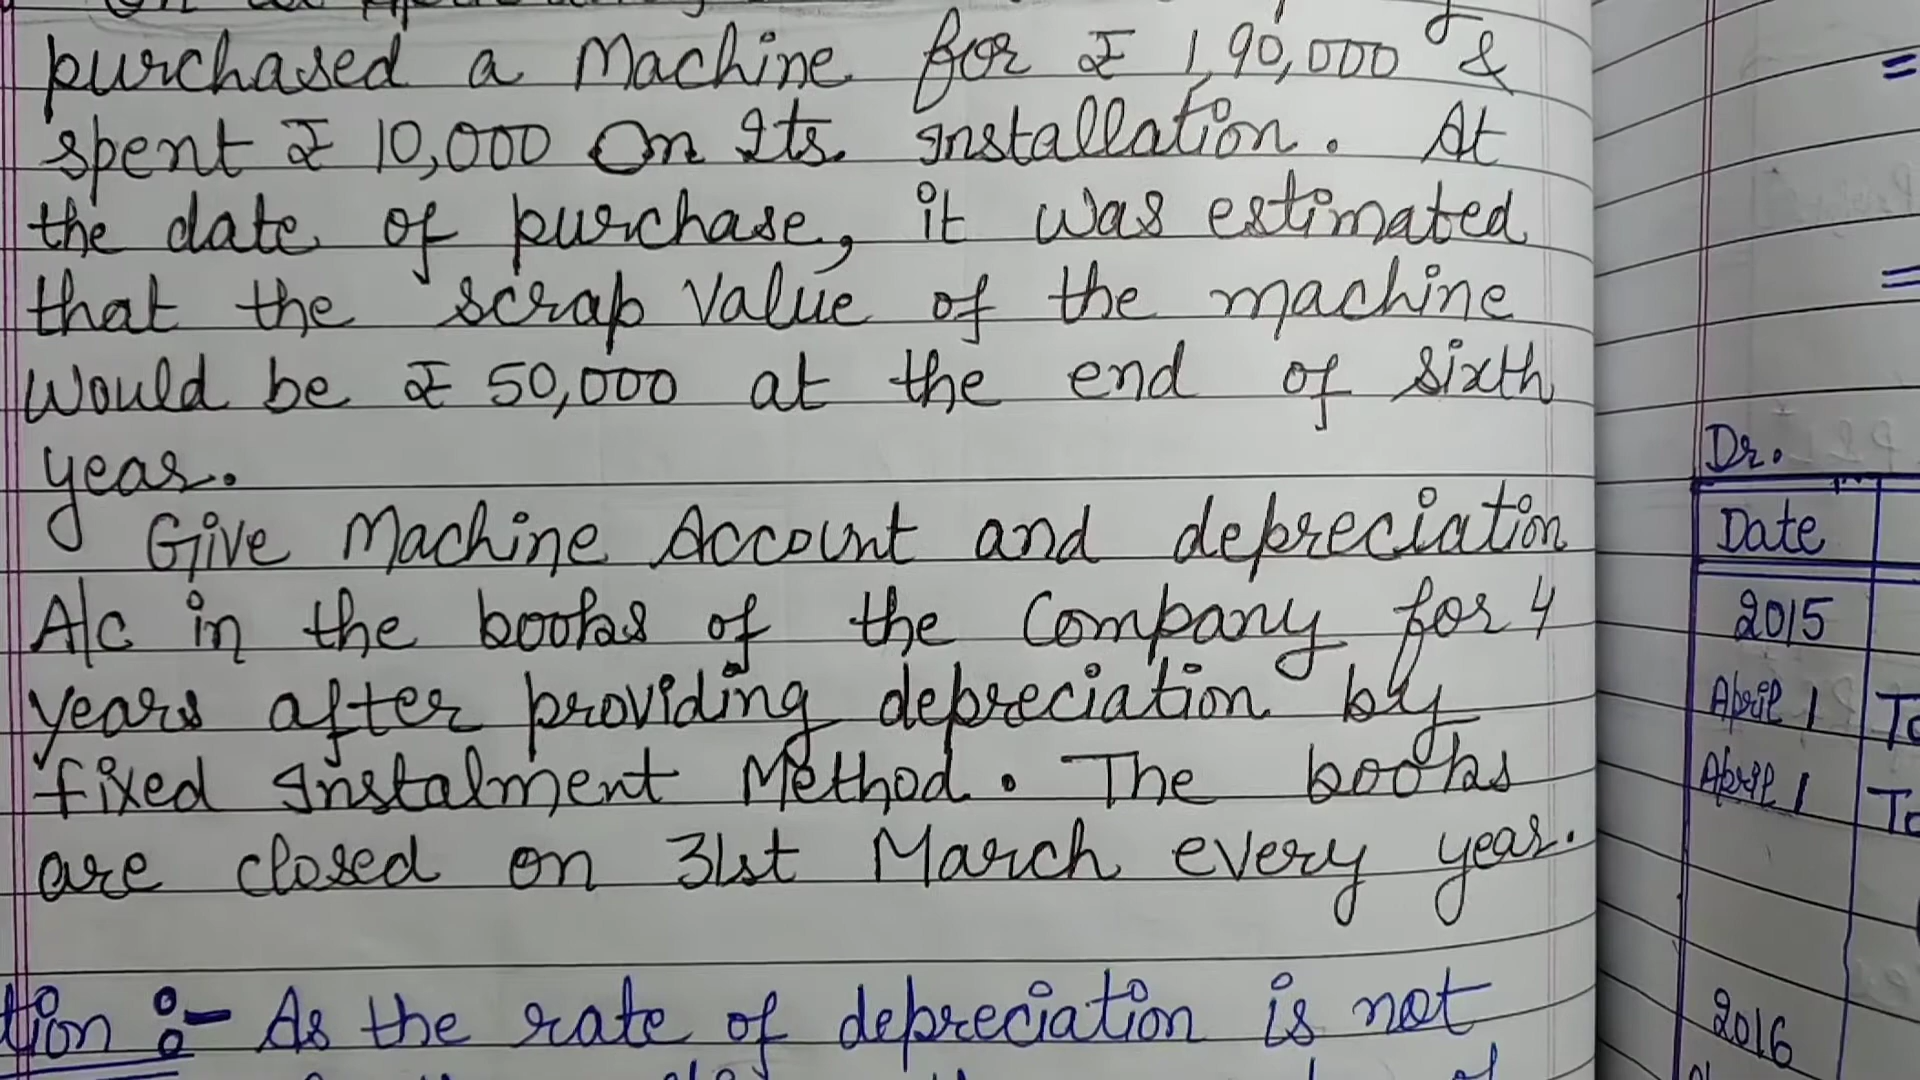 purchased a Machine for ₹ 1,90,000 &
spent ₹ 10,000 On Its Installation. At
the date of purchase, it was estimated
that the scrap Value of the machine
Would be ₹ 50,000 at the end of sixth
year.
Give Machine Account and depreciation
A/c in the books of the Company for 4
years after providing depreciation by
fixed Instalment Method. The books
are closed on 31st March every year.
tion :- As the rate of depreciation is not
=
=
Dr.
Date
2015
April 1 To
April 1 To
2016